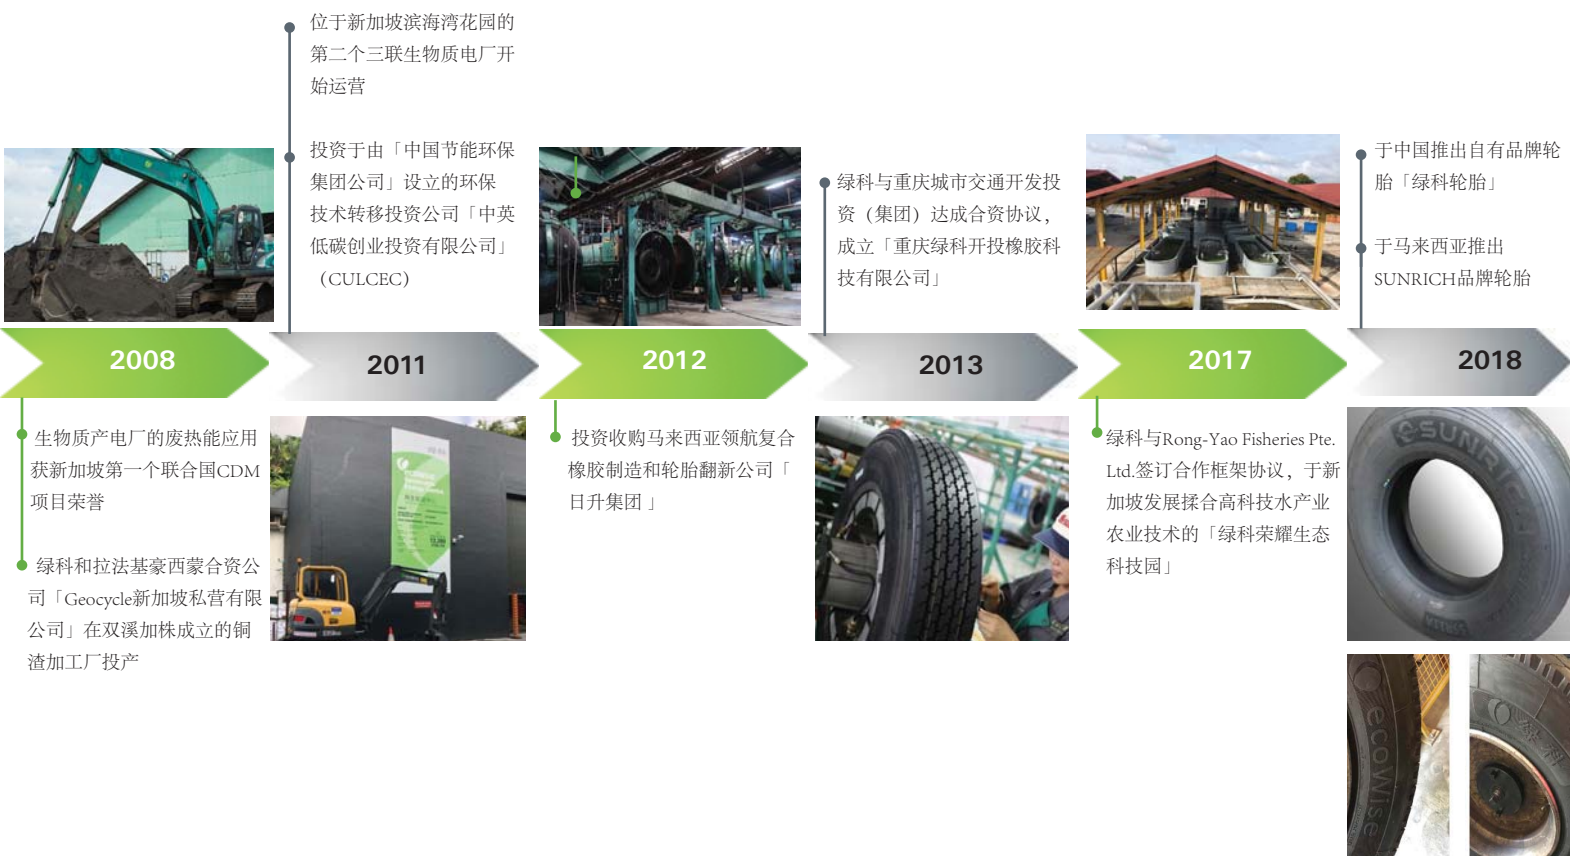 位于新加坡滨海湾花园的
第二个三联生物质电厂开
始运营
投资于由「中国节能环保
集团公司」设立的环保
技术转移投资公司「中英
低碳创业投资有限公司」
（CULCEC）
绿科与重庆城市交通开发投
资（集团）达成合资协议，
成立「重庆绿科开投橡胶科
技有限公司」
于中国推出自有品牌轮
胎「绿科轮胎」
于马来西亚推出
SUNRICH品牌轮胎
2008
2011
2012
2013
2017
2018
生物质产电厂的废热能应用
获新加坡第一个联合国CDM
项目荣誉
绿科和拉法基豪西蒙合资公
司「Geocycle新加坡私营有限
公司」在双溪加株成立的铜
渣加工厂投产
投资收购马来西亚领航复合
橡胶制造和轮胎翻新公司「
日升集团 」
绿科与Rong-Yao Fisheries Pte.
Ltd.签订合作框架协议，于新
加坡发展揉合高科技水产业
农业技术的「绿科荣耀生态
科技园」
SUNRICH
ecoWise
绿科